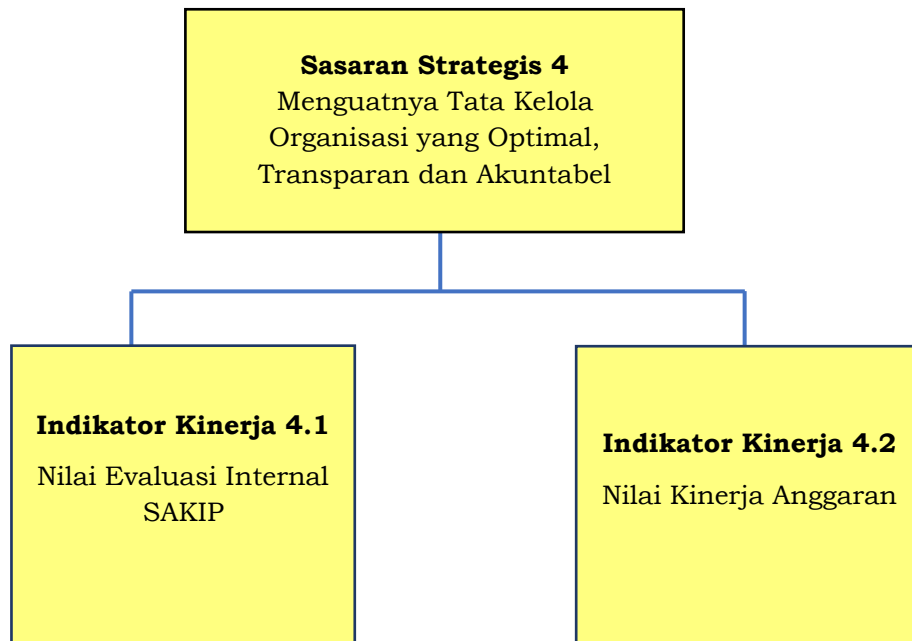 Sasaran Strategis 4
Menguatnya Tata Kelola
Organisasi yang Optimal,
Transparan dan Akuntabel
Indikator Kinerja 4.1
Nilai Evaluasi Internal
SAKIP
Indikator Kinerja 4.2
Nilai Kinerja Anggaran